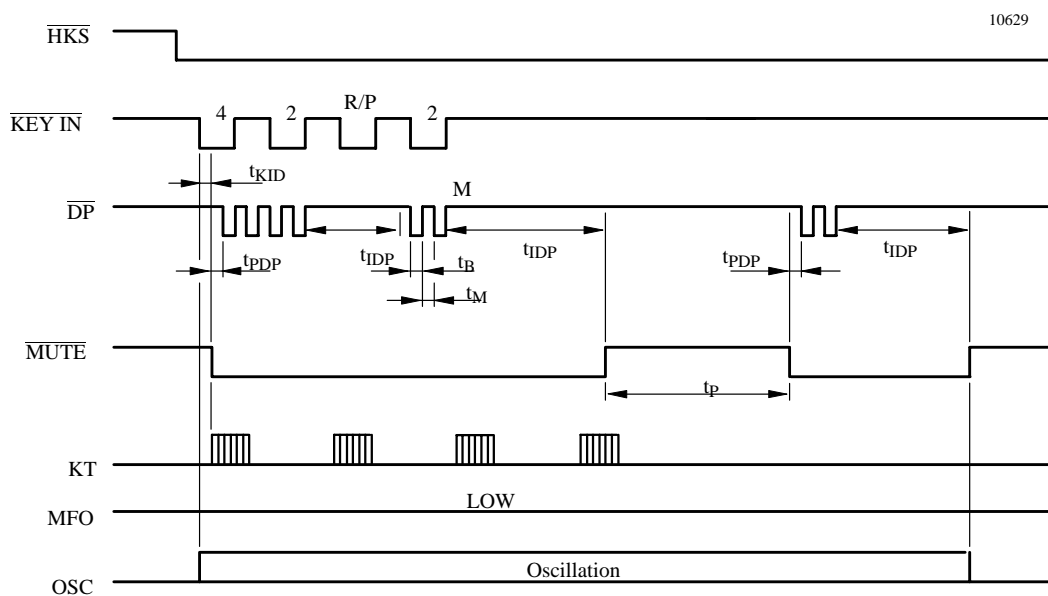 10629
HKS
R/P
4 2 2
KEY IN
tKID
M
DP
tIDP tIDP tIDP
tPDP tB tPDP
tM
MUTE
tP
KT
LOW
MFO
Oscillation
OSC